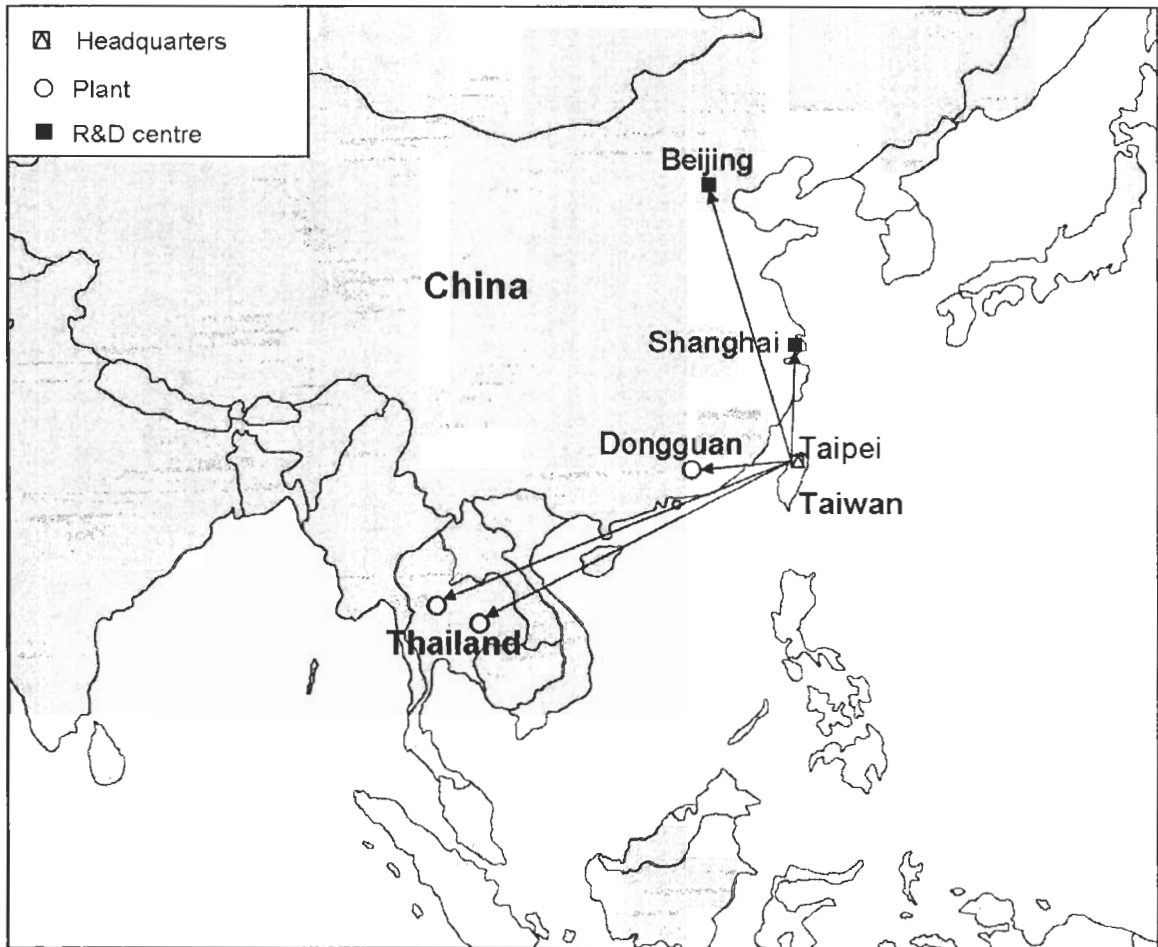 Headquarters
Plant
R&D centre
Beijing
China
Shanghai
Dongguan
Taipei
Taiwan
Thailand